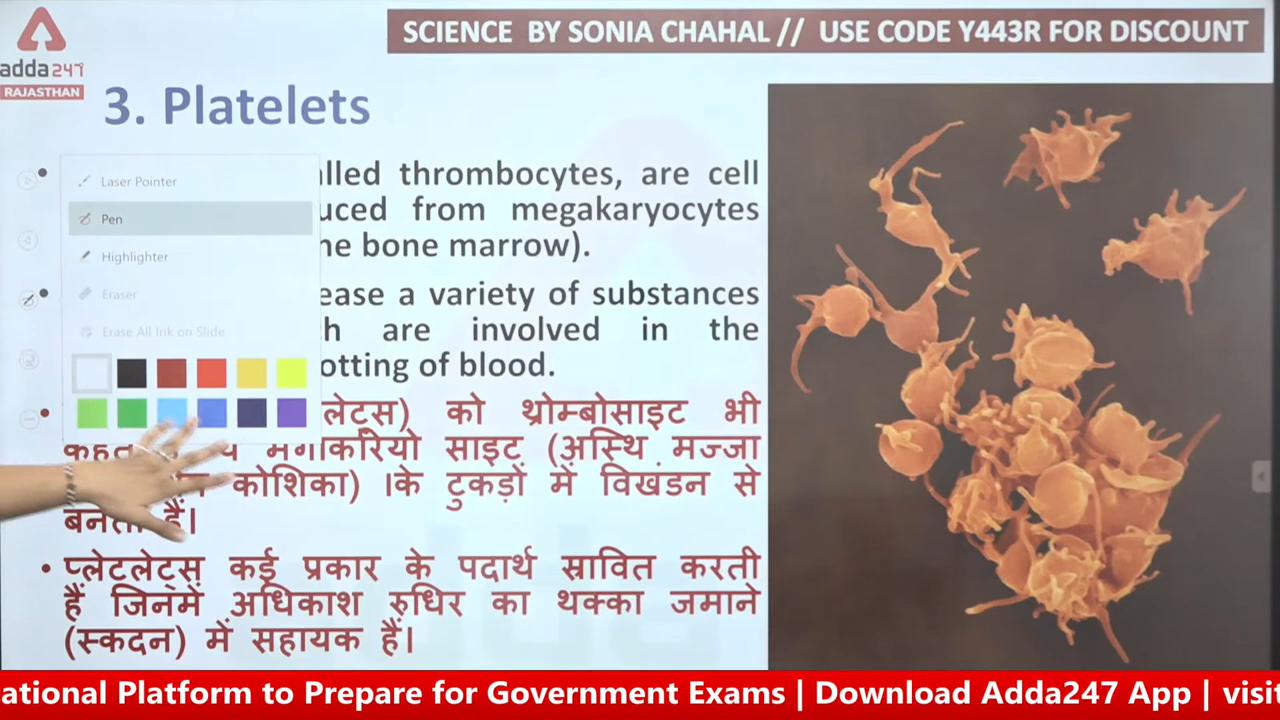 adda247
RAJASTHAN
SCIENCE BY SONIA CHAHAL // USE CODE Y443R FOR DISCOUNT
3. Platelets
lled thrombocytes, are cell
uced from megakaryocytes
he bone marrow).
ease a variety of substances
h are involved in the
otting of blood.
Laser Pointer
Pen
Highlighter
Eraser
Erase All Ink on Slide
लेट्स) को थ्रोम्बोसाइट भी
मेगाकेरियो साइट (अस्थि मज्जा
कोशिका) ।के टुकड़ों में विखंडन से
बनती हैं।
• प्लेटलेट्स कई प्रकार के पदार्थ स्रावित करती
हैं जिनमें अधिकाश रुधिर का थक्का जमाने
(स्कदन) में सहायक हैं।
ational Platform to Prepare for Government Exams | Download Adda247 App | visit